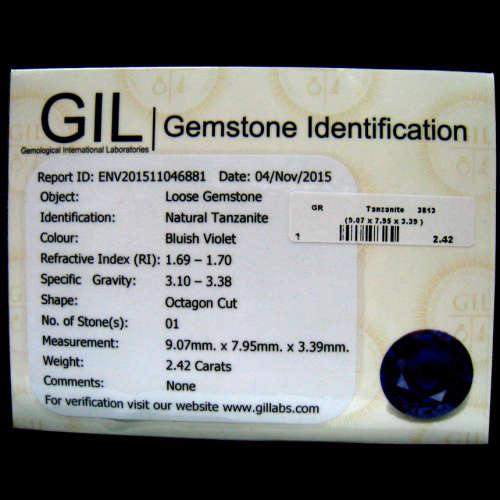 GIL | Gemstone Identification
Gemological International Laboratories
Report ID: ENV201511046881 Date: 04/Nov/2015
Object: Loose Gemstone
Identification: Natural Tanzanite
Colour: Bluish Violet
Refractive Index (RI): 1.69 – 1.70
Specific Gravity: 3.10 – 3.38
Shape: Octagon Cut
No. of Stone(s): 01
Measurement: 9.07mm. x 7.95mm. x 3.39mm.
Weight: 2.42 Carats
Comments: None
For verification visit our website www.gillabs.com
GR Tanzanite 3813
(9.07 x 7.95 x 3.39 )
1 2.42
GIL